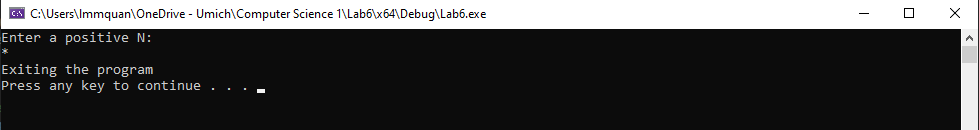 C:\Users\lmmquan\OneDrive - Umich\Computer Science 1\Lab6\x64\Debug\Lab6.exe
Enter a positive N:
*
Exiting the program
Press any key to continue . . .